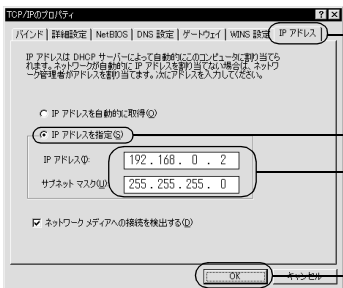 TCP/IPのプロパティ
バインド 詳細設定 NetBIOS DNS 設定 ゲートウェイ WINS 設定 IP アドレス
IP アドレスは DHCP サーバーによって自動的にこのコンピュータに割り当てら
れます。ネットワークが自動的に IP アドレスを割り当てない場合は、ネットワ
ーク管理者がアドレスを割り当てます。次にアドレスを入力してください。
IP アドレスを自動的に取得(O)
IP アドレスを指定(S)
IP アドレス(I):
192.168. 0 . 2
サブネット マスク(U):
255.255.255. 0
ネットワーク メディアへの接続を検出する(D)
OK キャンセル